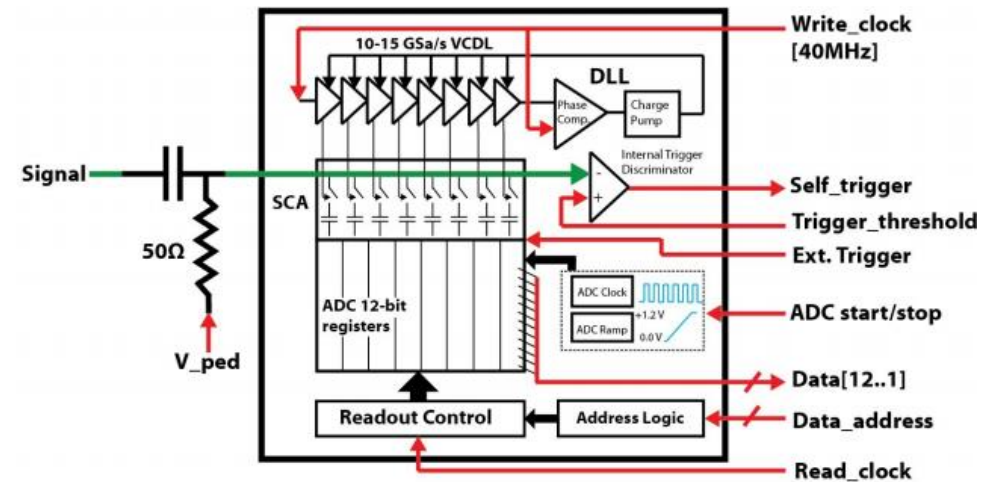 Write_clock
[40MHz]
10-15 GSa/s VCDL
DLL
Phase
Comp.
Charge
Pump
Internal Trigger
Discriminator
Signal
-
+
Self_trigger
SCA
Trigger_threshold
50Ω
Ext. Trigger
ADC 12-bit
registers
ADC Clock
ADC Ramp
+1.2 V
0.0 V
ADC start/stop
V_ped
Data[12..1]
Readout Control
Address Logic
Data_address
Read_clock